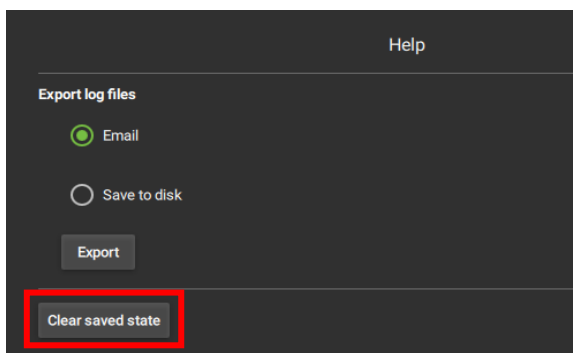 Help
Export log files
Email
Save to disk
Export
Clear saved state